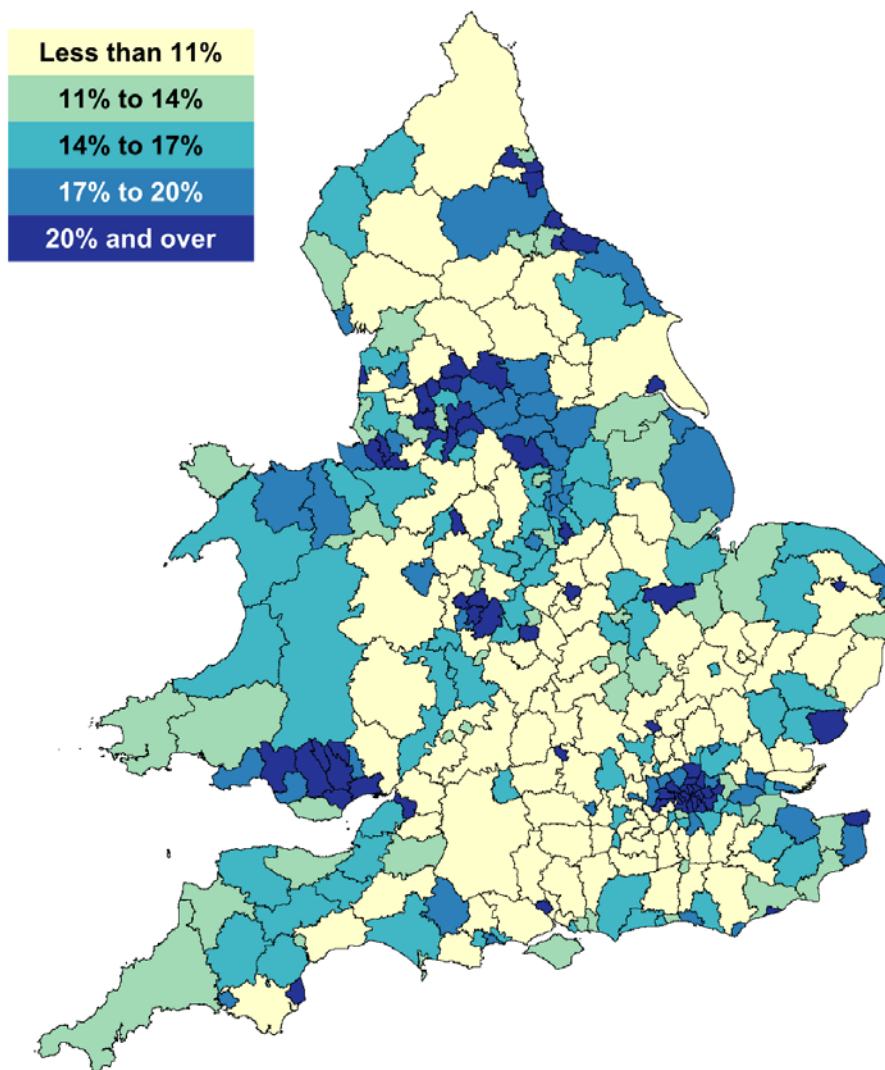 Less than 11%
11% to 14%
14% to 17%
17% to 20%
20% and over